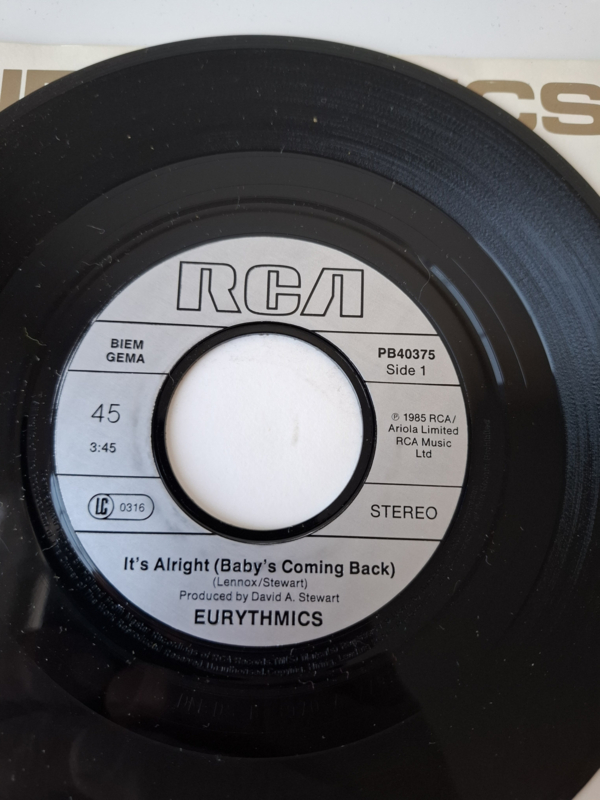 CS
RCA
BIEM
GEMA
PB40375
Side 1
45
3:45
℗ 1985 RCA/
Ariola Limited
RCA Music
Ltd
LC 0316
STEREO
It's Alright (Baby's Coming Back)
(Lennox/Stewart)
Produced by David A. Stewart
EURYTHMICS